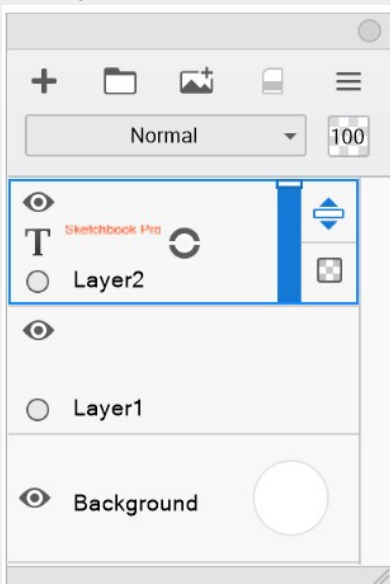 Normal
100
T
Sketchbook Pro
Layer2
Layer1
Background